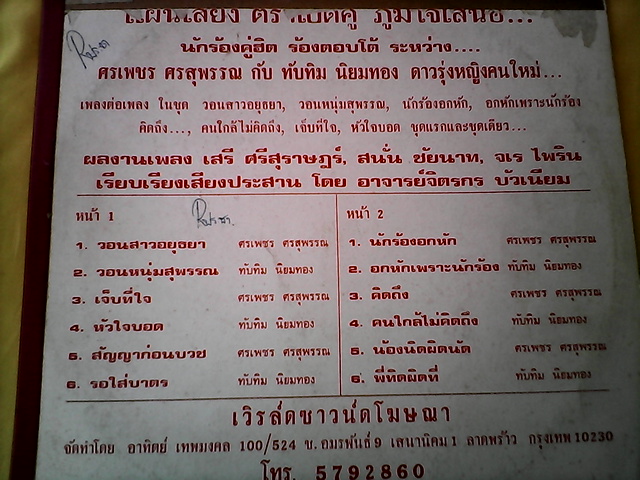 แผ่นเสียง ตราเบิดคู่ ภูมิใจเสนอ...
นักร้องคู่ฮิต ร้องตอบโต้ ระหว่าง....
ศรเพชร ศรสุพรรณ กับ ทับทิม นิยมทอง ดาวรุ่งหญิงคนใหม่...
เพลงต่อเพลง ในชุด วอนสาวอยุธยา, วอนหนุ่มสุพรรณ, นักร้องอกหัก, อกหักเพราะนักร้อง
คิดถึง..., คนใกล้ไม่คิดถึง, เจ็บที่ใจ, หัวใจบอด ชุดแรกและชุดเดียว...
ผลงานเพลง เสรี ศรีสุราษฎร์, สนั่น ชัยนาท, จเร ไพริน
เรียบเรียงเสียงประสาน โดย อาจารย์จิตรกร บัวเนียม
หน้า 1
1. วอนสาวอยุธยา ศรเพชร ศรสุพรรณ
2. วอนหนุ่มสุพรรณ ทับทิม นิยมทอง
3. เจ็บที่ใจ ศรเพชร ศรสุพรรณ
4. หัวใจบอด ทับทิม นิยมทอง
5. สัญญาก่อนบวช ศรเพชร ศรสุพรรณ
6. รอใส่บาตร ทับทิม นิยมทอง
หน้า 2
1. นักร้องอกหัก ศรเพชร ศรสุพรรณ
2. อกหักเพราะนักร้อง ทับทิม นิยมทอง
3. คิดถึง ศรเพชร ศรสุพรรณ
4. คนใกล้ไม่คิดถึง ทับทิม นิยมทอง
5. น้องนิดผิดนัด ศรเพชร ศรสุพรรณ
6. พี่ทิดผิดที่ ทับทิม นิยมทอง
เวิรล์ดซาวน์ดโฆษณา
จัดทำโดย อาทิตย์ เทพมงคล 100/524 ซ.อมรพันธ์ 9 เสนานิคม 1 ลาดพร้าว กรุงเทพ 10230
โทร. 5792860